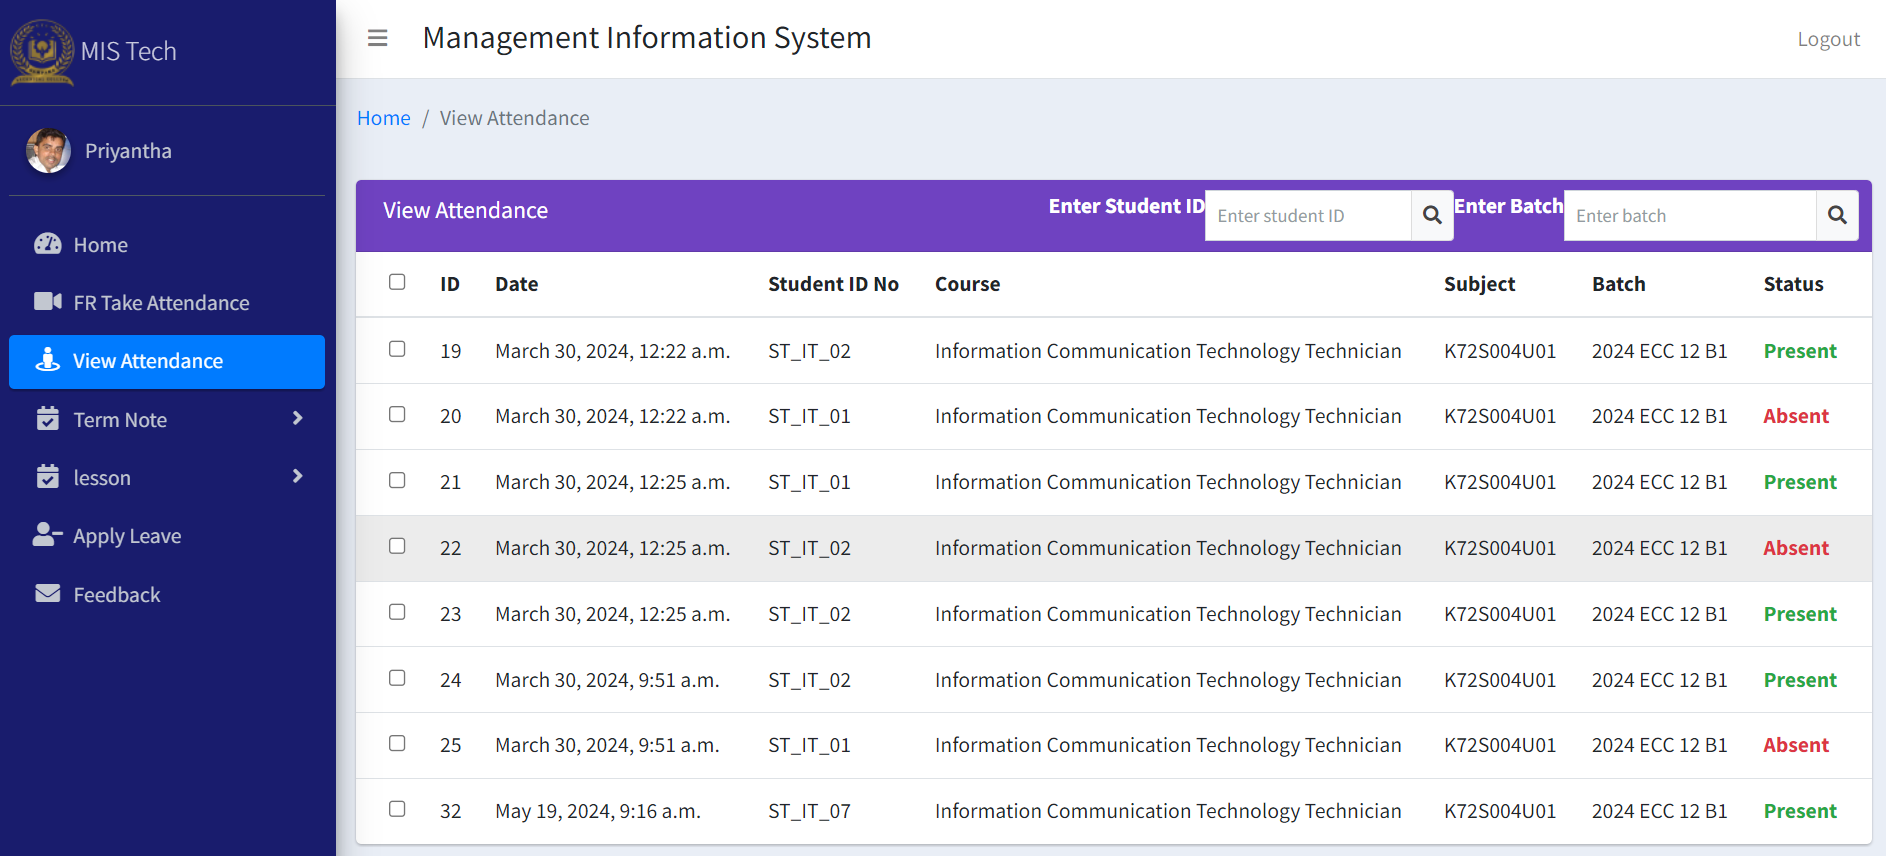 MIS Tech
Priyantha
Home
FR Take Attendance
View Attendance
Term Note
lesson
Apply Leave
Feedback
Management Information System
Logout
Home / View Attendance
View Attendance Enter Student ID Enter student ID Enter Batch Enter batch
ID Date Student ID No Course Subject Batch Status
19 March 30, 2024, 12:22 a.m. ST_IT_02 Information Communication Technology Technician K72S004U01 2024 ECC 12 B1 Present
20 March 30, 2024, 12:22 a.m. ST_IT_01 Information Communication Technology Technician K72S004U01 2024 ECC 12 B1 Absent
21 March 30, 2024, 12:25 a.m. ST_IT_01 Information Communication Technology Technician K72S004U01 2024 ECC 12 B1 Present
22 March 30, 2024, 12:25 a.m. ST_IT_02 Information Communication Technology Technician K72S004U01 2024 ECC 12 B1 Absent
23 March 30, 2024, 12:25 a.m. ST_IT_02 Information Communication Technology Technician K72S004U01 2024 ECC 12 B1 Present
24 March 30, 2024, 9:51 a.m. ST_IT_02 Information Communication Technology Technician K72S004U01 2024 ECC 12 B1 Present
25 March 30, 2024, 9:51 a.m. ST_IT_01 Information Communication Technology Technician K72S004U01 2024 ECC 12 B1 Absent
32 May 19, 2024, 9:16 a.m. ST_IT_07 Information Communication Technology Technician K72S004U01 2024 ECC 12 B1 Present